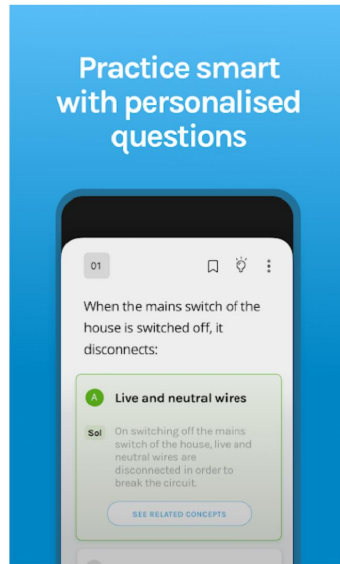 Practice smart
with personalised
questions
01
When the mains switch of the
house is switched off, it
disconnects:
A Live and neutral wires
Sol On switching off the mains
switch of the house, live and
neutral wires are
disconnected in order to
break the circuit.
SEE RELATED CONCEPTS